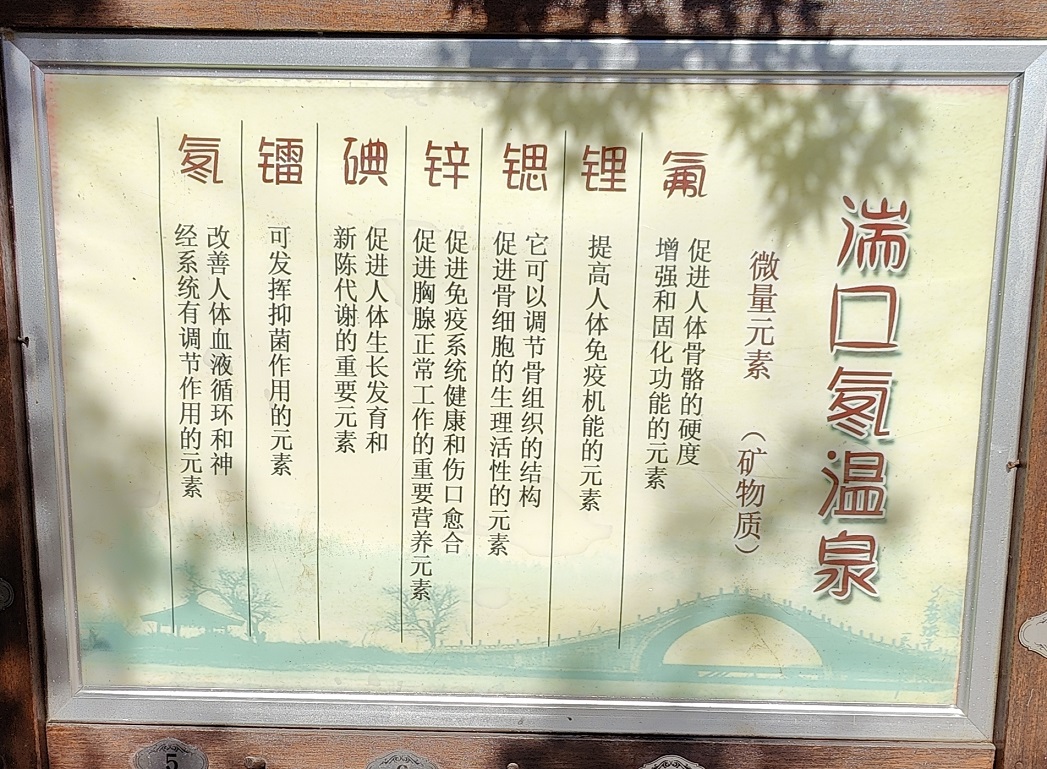 湍口氡温泉
微量元素
（矿物质）
氟
促进人体骨骼的硬度
增强和固化功能的元素
锂
提高人体免疫机能的元素
锶
它可以调节骨组织的结构
促进骨细胞的生理活性的元素
锌
促进免疫系统健康和伤口愈合
促进胸腺正常工作的重要营养元素
碘
促进人体生长发育和
新陈代谢的重要元素
镭
可发挥抑菌作用的元素
氡
改善人体血液循环和神
经系统有调节作用的元素
5